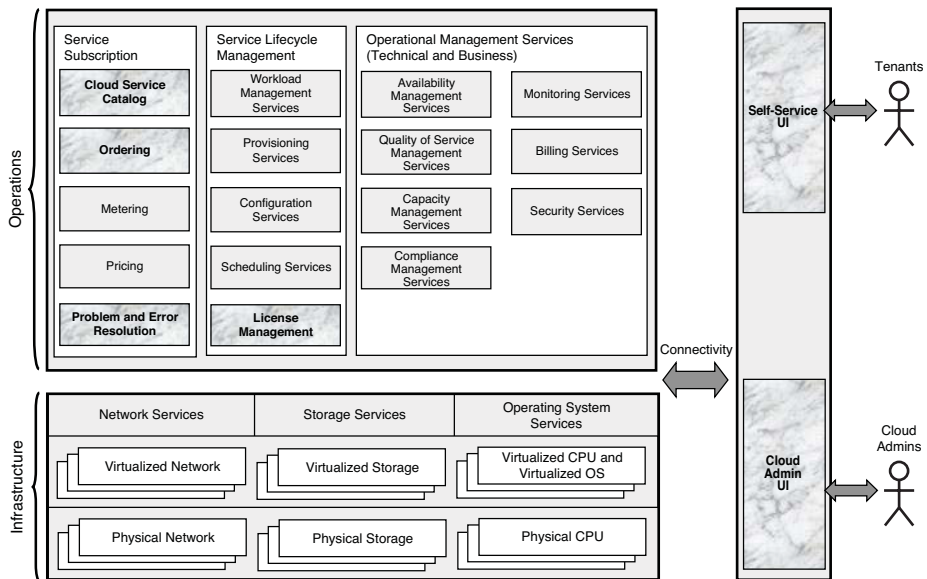 Operations
Service
Subscription
Cloud Service
Catalog
Ordering
Metering
Pricing
Problem and Error
Resolution
Service Lifecycle
Management
Workload
Management
Services
Provisioning
Services
Configuration
Services
Scheduling Services
License
Management
Operational Management Services
(Technical and Business)
Availability
Management
Services
Quality of Service
Management
Services
Capacity
Management
Services
Compliance
Management
Services
Monitoring Services
Billing Services
Security Services
Connectivity
Self-Service
UI
Tenants
Cloud
Admin
UI
Cloud
Admins
Infrastructure
Network Services
Storage Services
Operating System
Services
Virtualized Network
Virtualized Storage
Virtualized CPU and
Virtualized OS
Physical Network
Physical Storage
Physical CPU